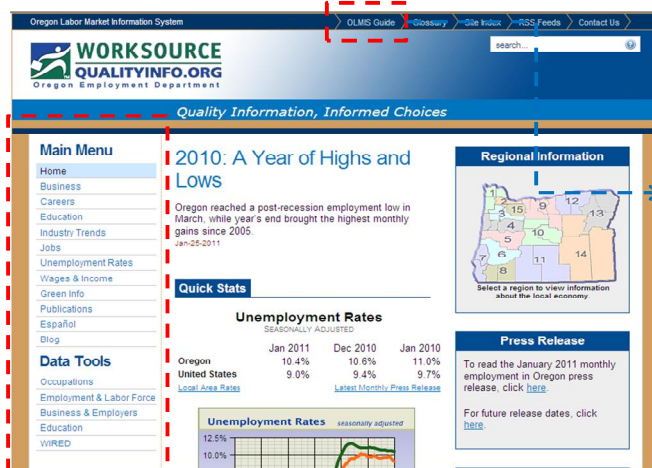 Oregon Labor Market Information System
OLMIS Guide
Glossary
Site Index
RSS Feeds
Contact Us
WORKSOURCE
QUALITYINFO.ORG
Oregon Employment Department
search...
Quality Information, Informed Choices
Main Menu
Home
Business
Careers
Education
Industry Trends
Jobs
Unemployment Rates
Wages & Income
Green Info
Publications
Español
Blog
Data Tools
Occupations
Employment & Labor Force
Business & Employers
Education
WIRED
2010: A Year of Highs and
Lows
Oregon reached a post-recession employment low in
March, while year's end brought the highest monthly
gains since 2005.
Jan-25-2011
Quick Stats
Unemployment Rates
SEASONALLY ADJUSTED
Jan 2011 Dec 2010 Jan 2010
Oregon 10.4% 10.6% 11.0%
United States 9.0% 9.4% 9.7%
Local Area Rates Latest Monthly Press Release
Unemployment Rates seasonally adjusted
12.5%
10.0%
Regional Information
1
2
3
15
9
12
13
4
10
5
7
6
11
14
8
Select a region to view information
about the local economy.
Press Release
To read the January 2011 monthly
employment in Oregon press
release, click here.
For future release dates, click
here.